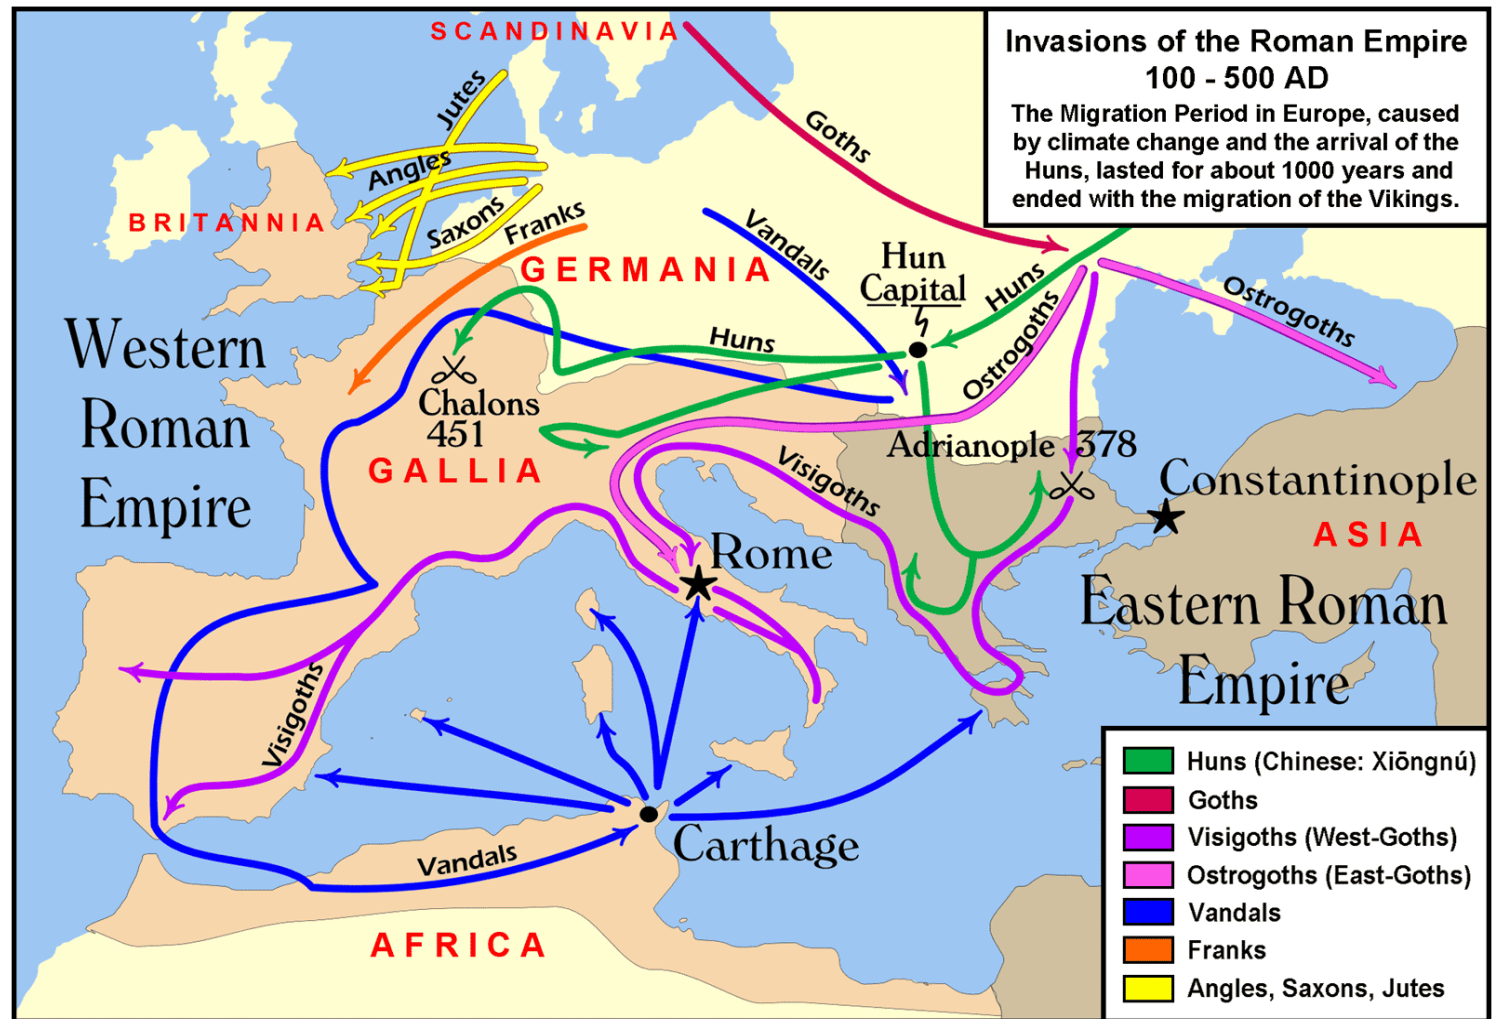 Invasions of the Roman Empire
100 - 500 AD
The Migration Period in Europe, caused
by climate change and the arrival of the
Huns, lasted for about 1000 years and
ended with the migration of the Vikings.
SCANDINAVIA
Jutes
Goths
Angles
BRITANNIA
Saxons
Franks
Vandals
GERMANIA
Hun
Capital
Huns
Ostrogoths
Ostrogoths
Huns
Western
Roman
Empire
Chalons
451
GALLIA
Adrianople 378
Visigoths
Constantinople
ASIA
Rome
Eastern Roman
Empire
Visigoths
Carthage
Vandals
AFRICA
Huns (Chinese: Xiōngnú)
Goths
Visigoths (West-Goths)
Ostrogoths (East-Goths)
Vandals
Franks
Angles, Saxons, Jutes